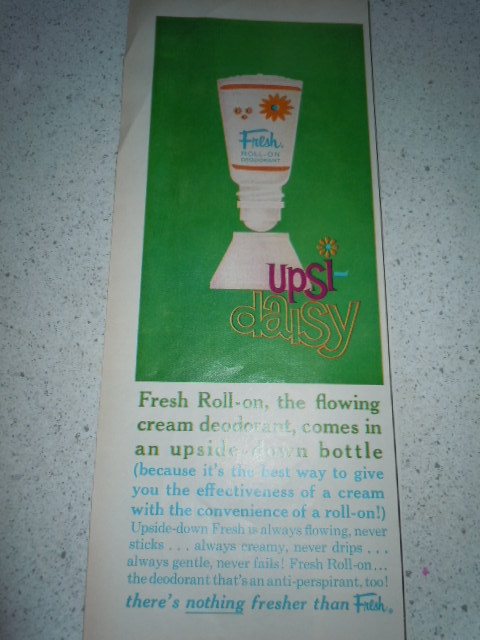 Fresh®
ROLL-ON
DEODORANT
upsi-
daisy
Fresh Roll-on, the flowing
cream deodorant, comes in
an upside-down bottle
(because it's the best way to give
you the effectiveness of a cream
with the convenience of a roll-on!)
Upside-down Fresh is always flowing, never
sticks . . . always creamy, never drips . . .
always gentle, never fails! Fresh Roll-on...
the deodorant that's an anti-perspirant, too!
there's nothing fresher than Fresh®